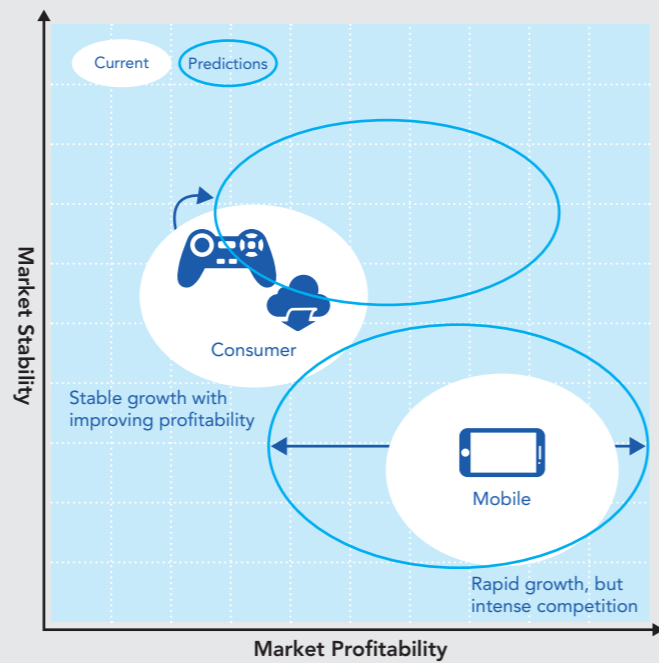 Current
Predictions
Market Stability
Consumer
Stable growth with
improving profitability
Mobile
Rapid growth, but
intense competition
Market Profitability